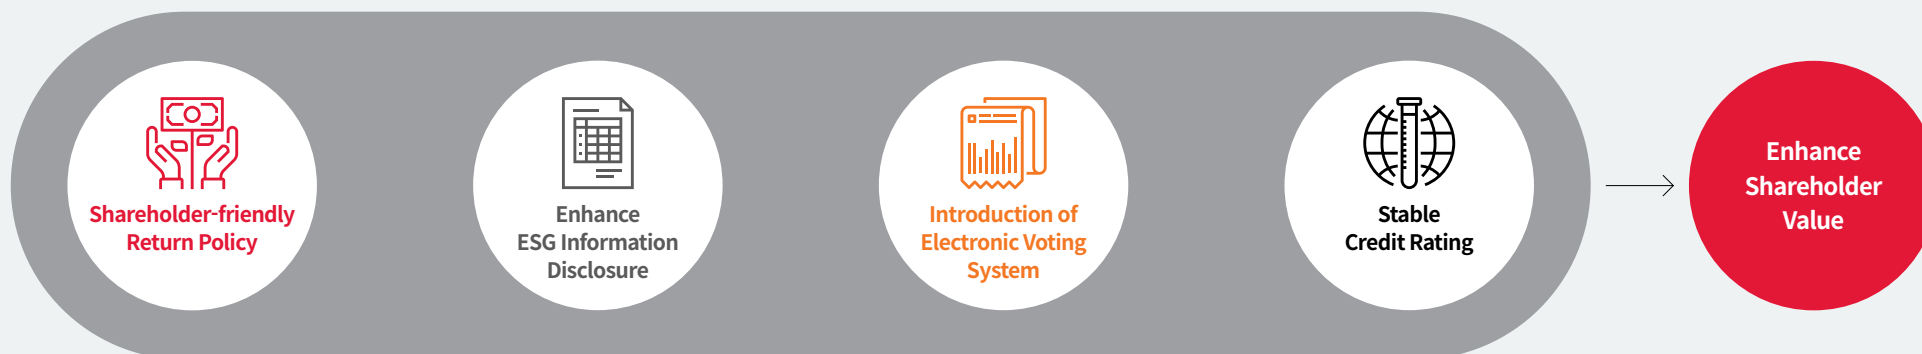 Shareholder-friendly
Return Policy
Enhance
ESG Information
Disclosure
Introduction of
Electronic Voting
System
Stable
Credit Rating
Enhance
Shareholder
Value